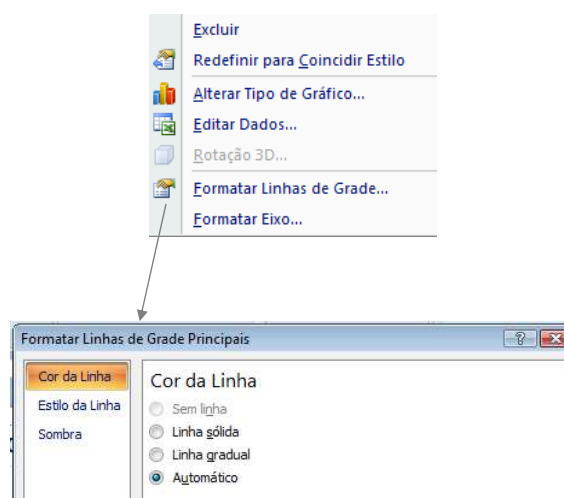 Excluir
Redefinir para Coincidir Estilo
Alterar Tipo de Gráfico...
Editar Dados...
Rotação 3D...
Formatar Linhas de Grade...
Formatar Eixo...
Formatar Linhas de Grade Principais
Cor da Linha
Estilo da Linha
Sombra
Cor da Linha
Sem linha
Linha sólida
Linha gradual
Automático